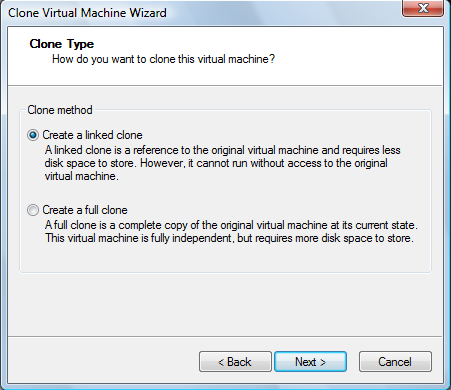 Clone Virtual Machine Wizard
Clone Type
How do you want to clone this virtual machine?
Clone method
Create a linked clone
A linked clone is a reference to the original virtual machine and requires less
disk space to store. However, it cannot run without access to the original
virtual machine.
Create a full clone
A full clone is a complete copy of the original virtual machine at its current state.
This virtual machine is fully independent, but requires more disk space to store.
< Back
Next >
Cancel